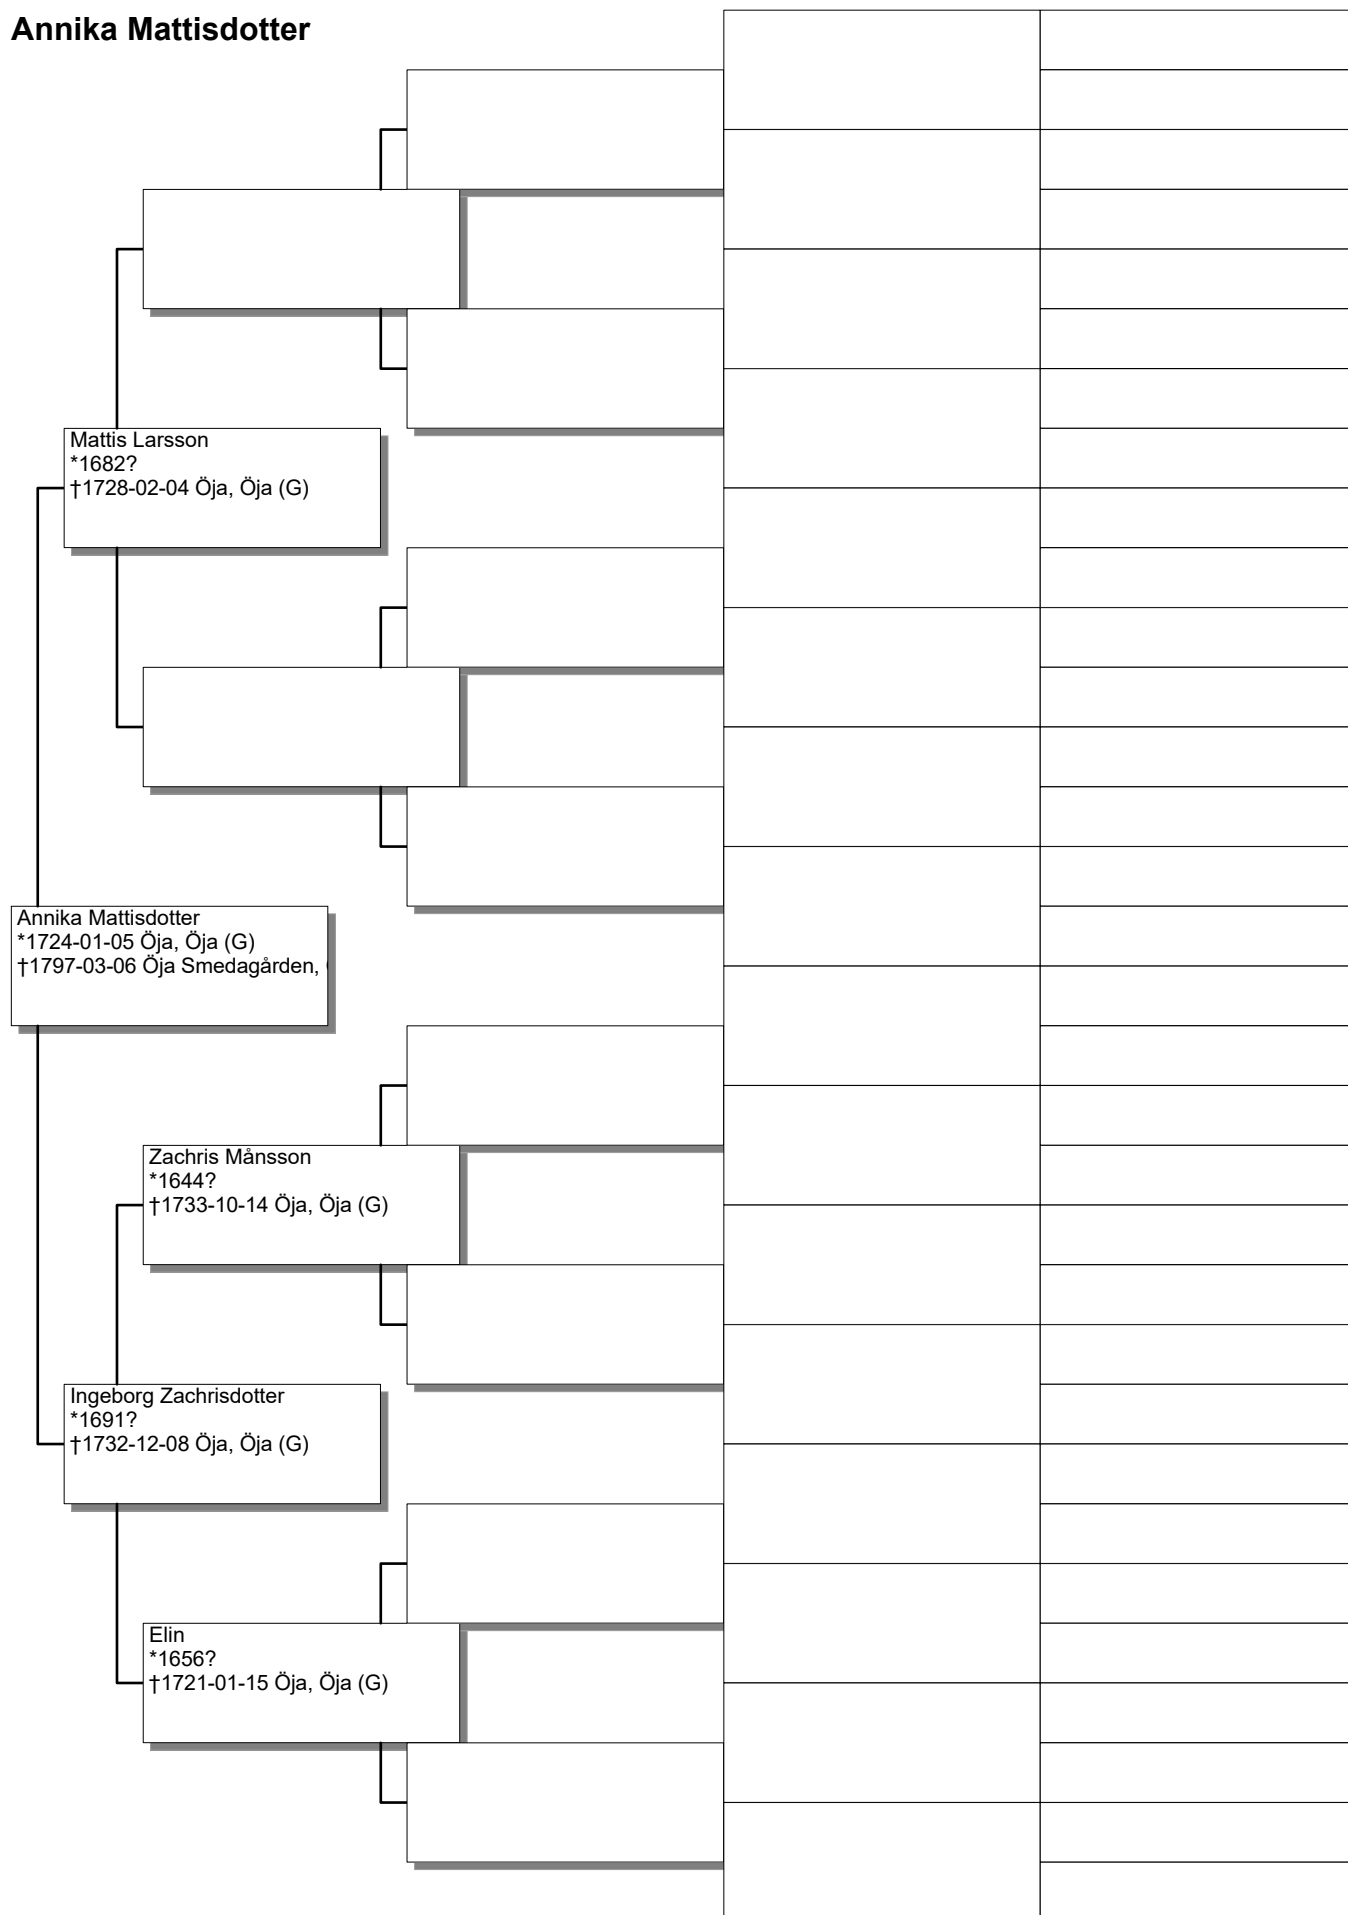 Annika Mattisdotter
Mattis Larsson
*1682?
†1728-02-04 Öja, Öja (G)
Annika Mattisdotter
*1724-01-05 Öja, Öja (G)
†1797-03-06 Öja Smedagården,
Zachris Månsson
*1644?
†1733-10-14 Öja, Öja (G)
Ingeborg Zachrisdotter
*1691?
†1732-12-08 Öja, Öja (G)
Elin
*1656?
†1721-01-15 Öja, Öja (G)